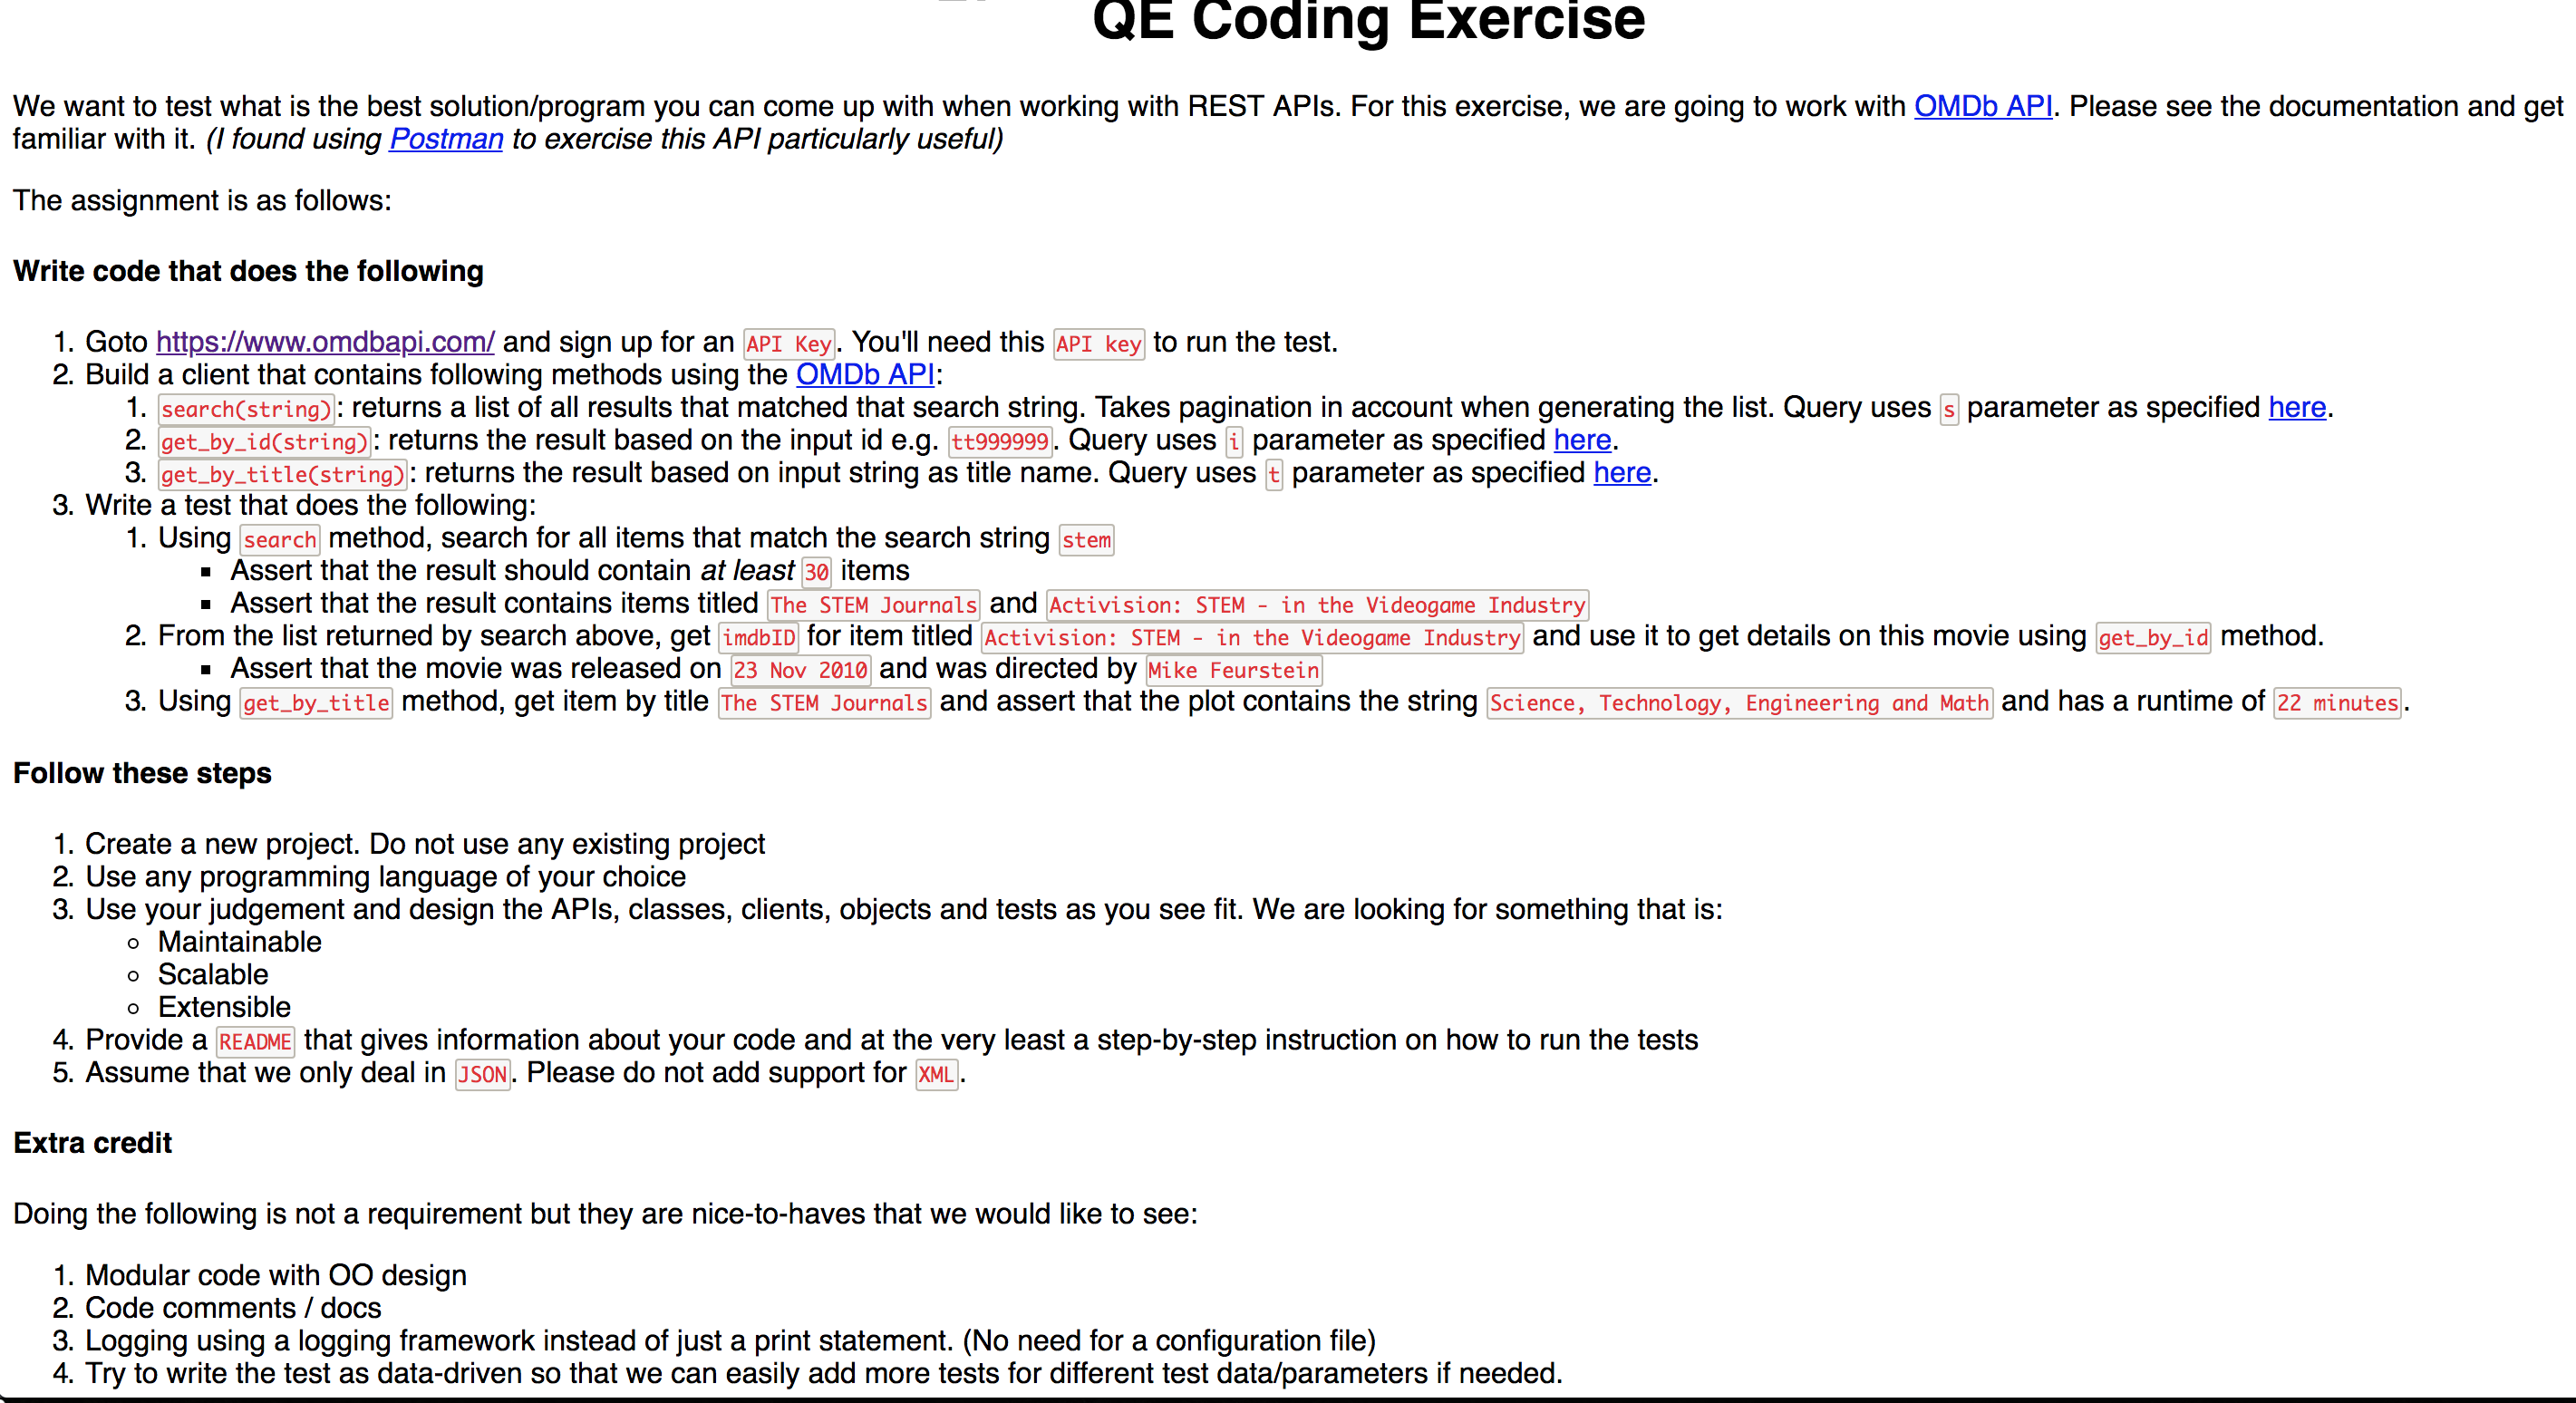 QE Coding Exercise
We want to test what is the best solution/program you can come up with when working with REST APIs. For this exercise, we are going to work with OMDb API. Please see the documentation and get
familiar with it. (I found using Postman to exercise this API particularly useful)
The assignment is as follows:
Write code that does the following
1. Goto https://www.omdbapi.com/ and sign up for an API Key. You'll need this API key to run the test.
2. Build a client that contains following methods using the OMDb API:
1. search(string): returns a list of all results that matched that search string. Takes pagination in account when generating the list. Query uses s parameter as specified here.
2. get_by_id(string): returns the result based on the input id e.g. tt999999. Query uses i parameter as specified here.
3. get_by_title(string): returns the result based on input string as title name. Query uses t parameter as specified here.
3. Write a test that does the following:
1. Using search method, search for all items that match the search string stem
▪ Assert that the result should contain at least 30 items
▪ Assert that the result contains items titled The STEM Journals and Activision: STEM - in the Videogame Industry
2. From the list returned by search above, get imdbID for item titled Activision: STEM - in the Videogame Industry and use it to get details on this movie using get_by_id method.
▪ Assert that the movie was released on 23 Nov 2010 and was directed by Mike Feurstein
3. Using get_by_title method, get item by title The STEM Journals and assert that the plot contains the string Science, Technology, Engineering and Math and has a runtime of 22 minutes.
Follow these steps
1. Create a new project. Do not use any existing project
2. Use any programming language of your choice
3. Use your judgement and design the APIs, classes, clients, objects and tests as you see fit. We are looking for something that is:
○ Maintainable
○ Scalable
○ Extensible
4. Provide a README that gives information about your code and at the very least a step-by-step instruction on how to run the tests
5. Assume that we only deal in JSON. Please do not add support for XML.
Extra credit
Doing the following is not a requirement but they are nice-to-haves that we would like to see:
1. Modular code with OO design
2. Code comments / docs
3. Logging using a logging framework instead of just a print statement. (No need for a configuration file)
4. Try to write the test as data-driven so that we can easily add more tests for different test data/parameters if needed.